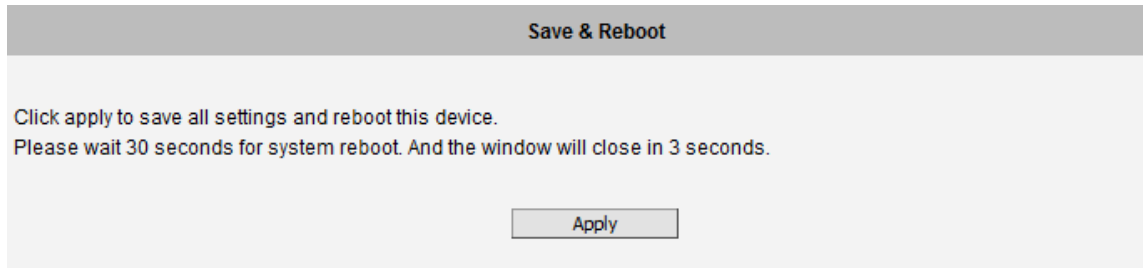 Save & Reboot
Click apply to save all settings and reboot this device.
Please wait 30 seconds for system reboot. And the window will close in 3 seconds.
Apply